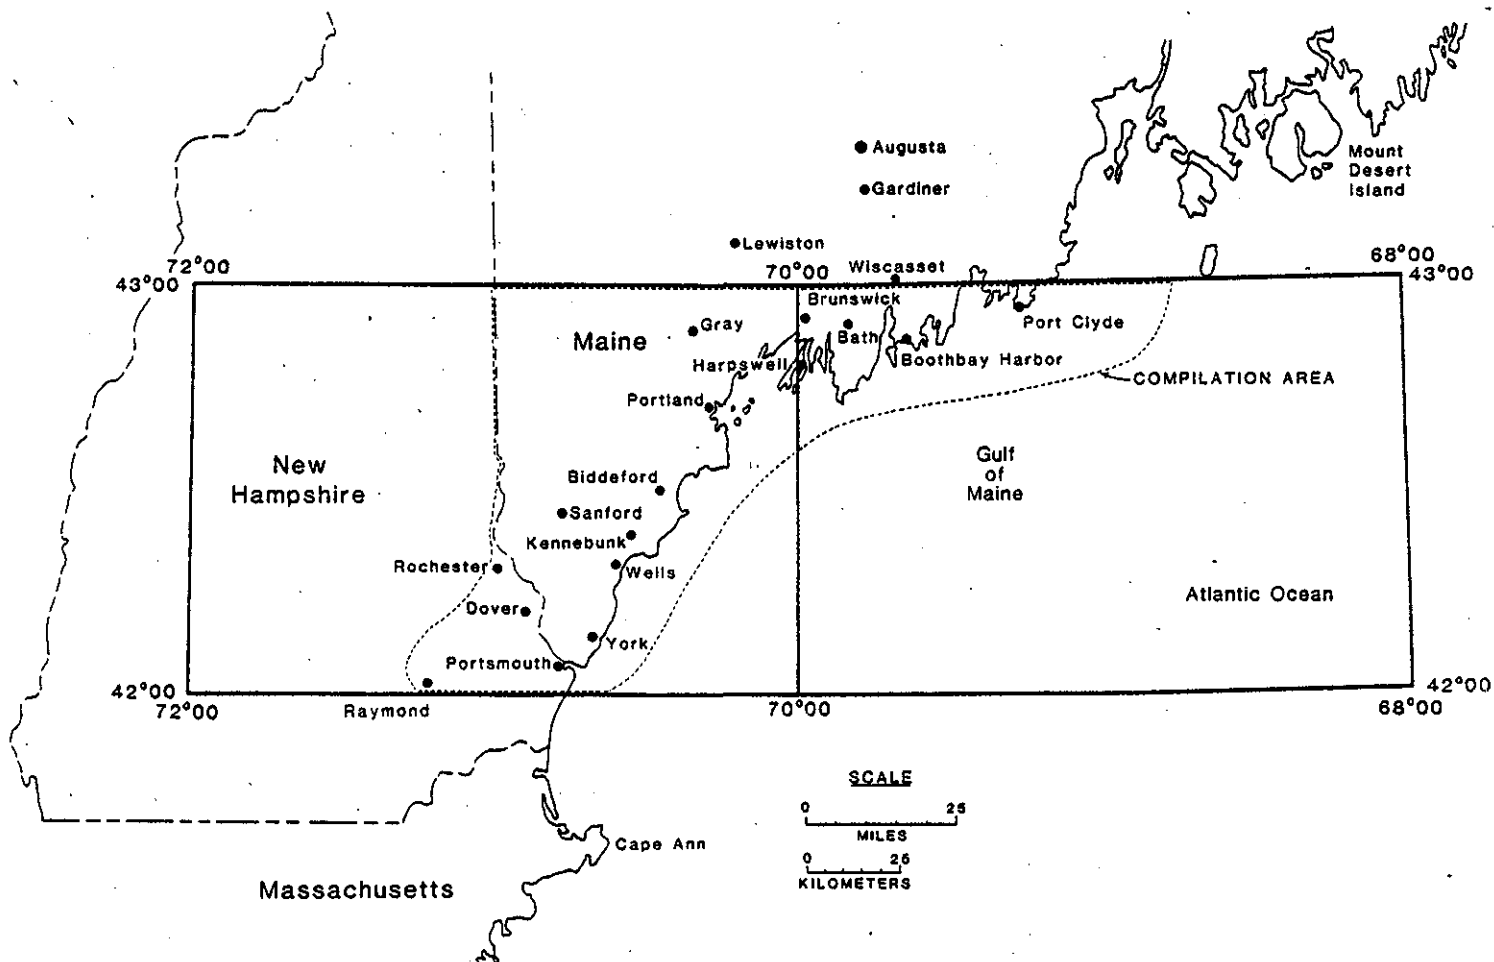 Augusta
Gardiner
Mount
Desert
Island
Lewiston
72°00
70°00
Wiscasset
68°00
43°00
43°00
Brunswick
Port Clyde
Gray
Maine
Bath
Boothbay Harbor
Harpswell
COMPILATION AREA
Portland
New
Hampshire
Gulf
of
Maine
Biddeford
Sanford
Kennebunk
Rochester
Wells
Dover
Atlantic Ocean
York
Portsmouth
42°00
42°00
72°00
Raymond
70°00
68°00
SCALE
0 25
MILES
Cape Ann
0 25
KILOMETERS
Massachusetts